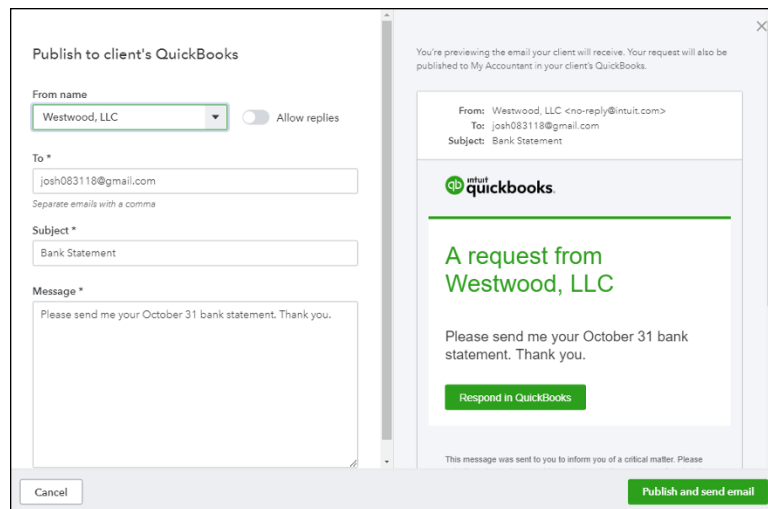 Publish to client's QuickBooks
From name
Westwood, LLC
Allow replies
To *
josh083118@gmail.com
Separate emails with a comma
Subject *
Bank Statement
Message *
Please send me your October 31 bank statement. Thank you.
Cancel
You're previewing the email your client will receive. Your request will also be
published to My Accountant in your client's QuickBooks.
From: Westwood, LLC <no-reply@intuit.com>
To: josh083118@gmail.com
Subject: Bank Statement
qb intuit quickbooks.
A request from
Westwood, LLC
Please send me your October 31 bank
statement. Thank you.
Respond in QuickBooks
This message was sent to you to inform you of a critical matter. Please
Publish and send email